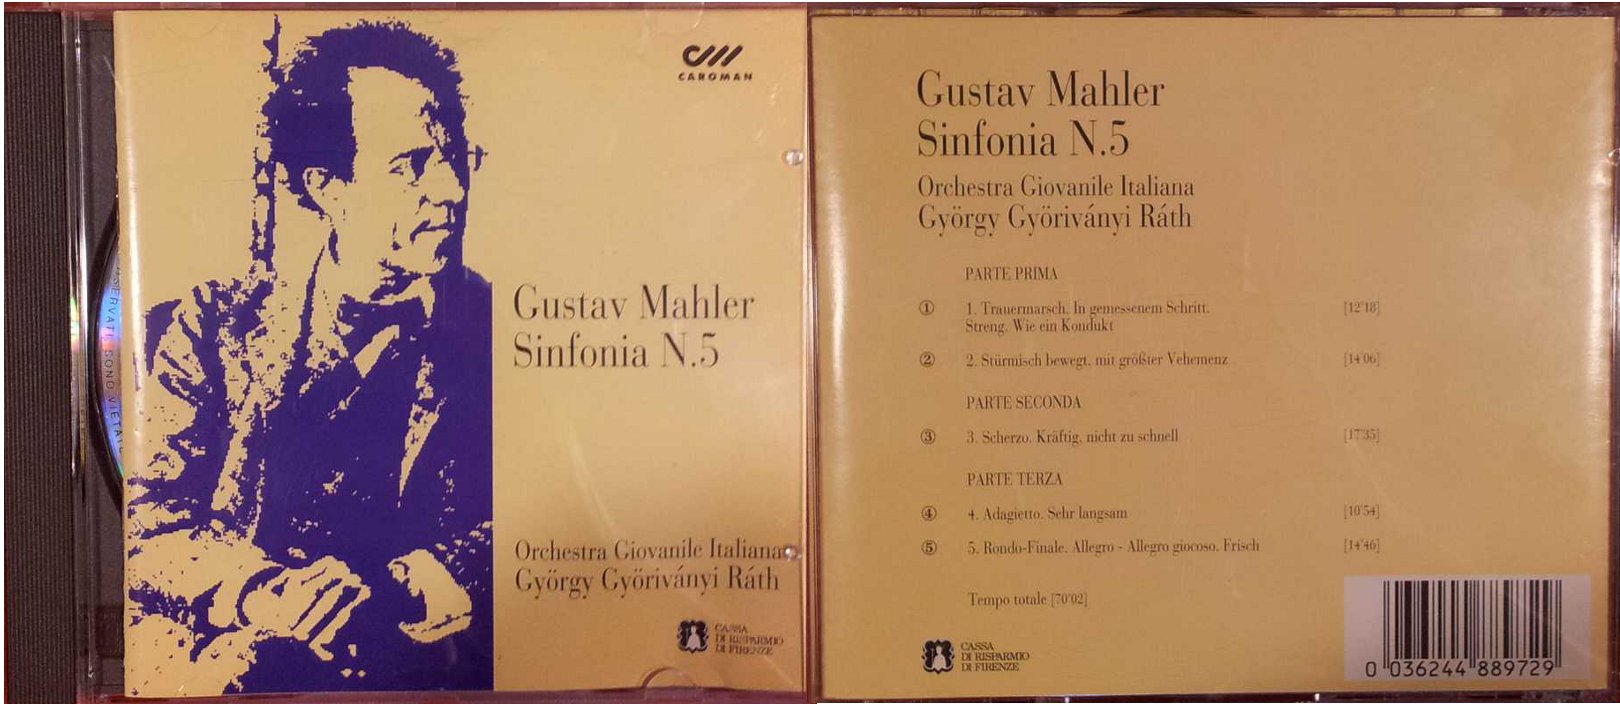 CAROMAN
Gustav Mahler
Sinfonia N.5
Orchestra Giovanile Italiana
György Györiványi Ráth
CASSA
DI RISPARMIO
DI FIRENZE
SERVATI. SONO VIETAT
Gustav Mahler
Sinfonia N.5
Orchestra Giovanile Italiana
György Györiványi Ráth
PARTE PRIMA
① 1. Trauermarsch. In gemessenem Schritt. [12'18]
Streng. Wie ein Kondukt
② 2. Stürmisch bewegt, mit größter Vehemenz [14'06]
PARTE SECONDA
③ 3. Scherzo. Kräftig, nicht zu schnell [17'35]
PARTE TERZA
④ 4. Adagietto. Sehr langsam [10'54]
⑤ 5. Rondo-Finale. Allegro - Allegro giocoso. Frisch [14'46]
Tempo totale [70'02]
CASSA
DI RISPARMIO
DI FIRENZE
0 036244 889729